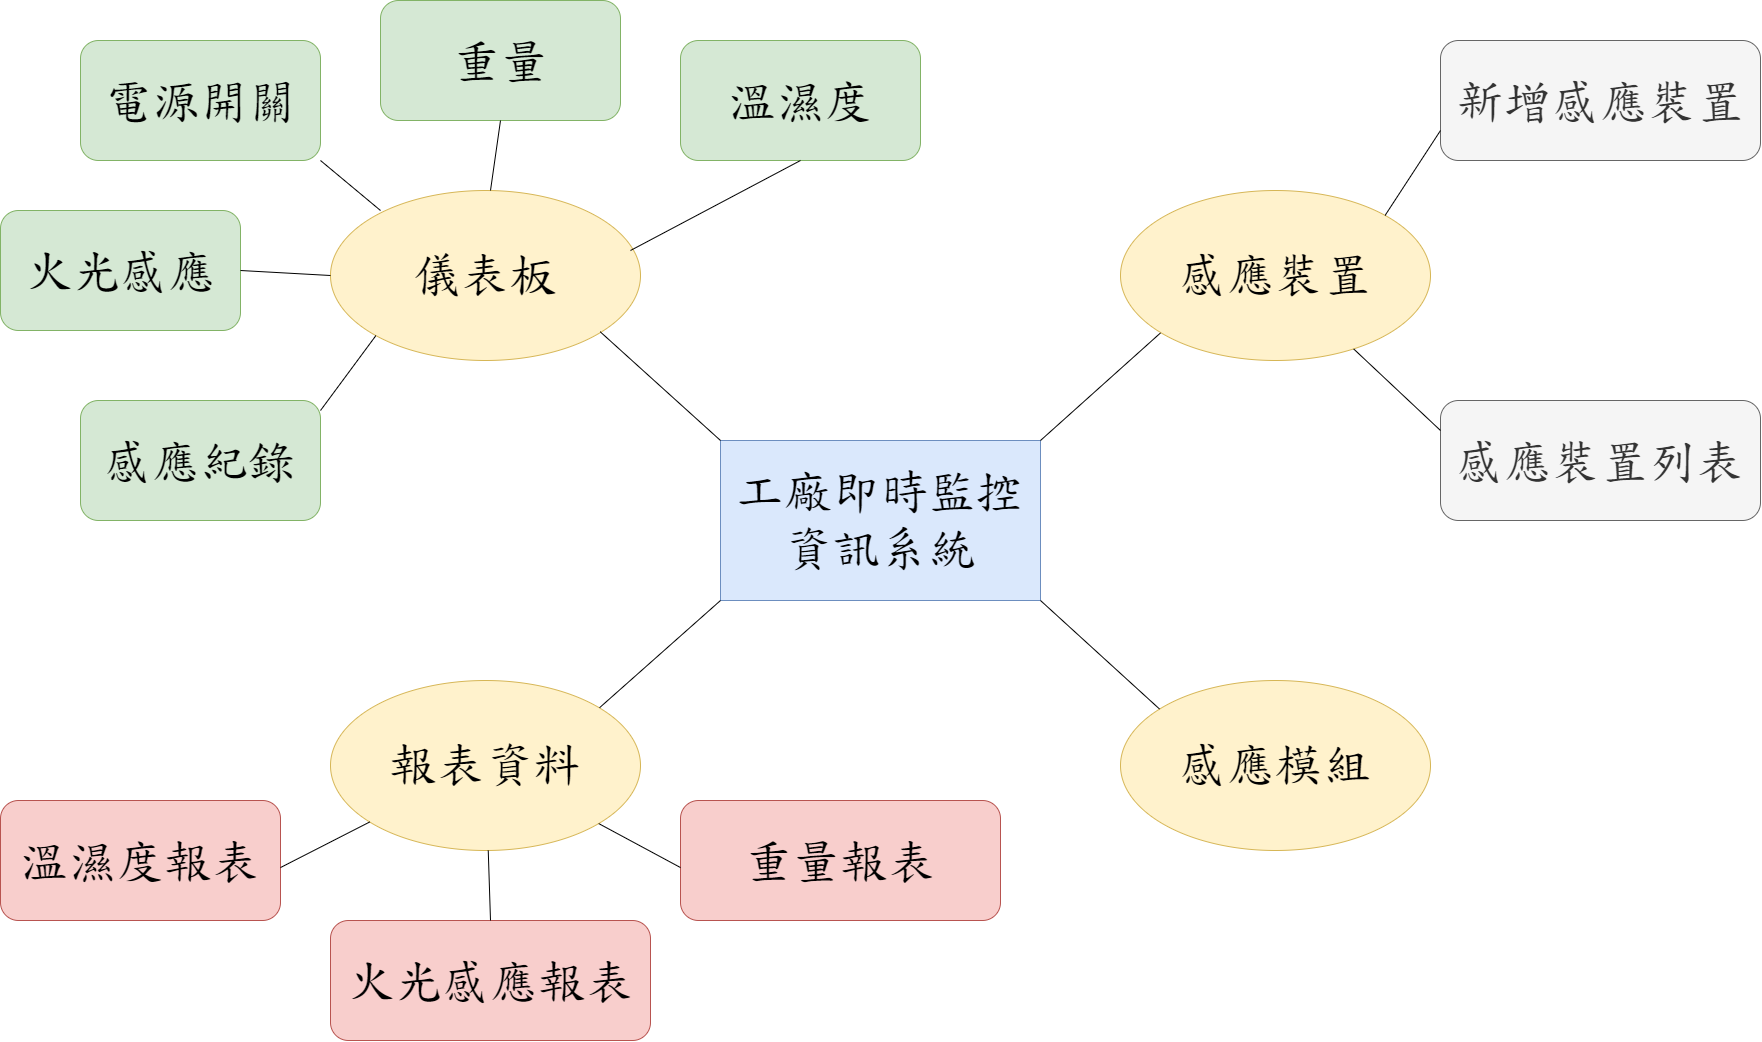 重量
電源開關
溫濕度
新增感應裝置
火光感應
儀表板
感應裝置
感應紀錄
感應裝置列表
工廠即時監控
資訊系統
報表資料
感應模組
溫濕度報表
重量報表
火光感應報表